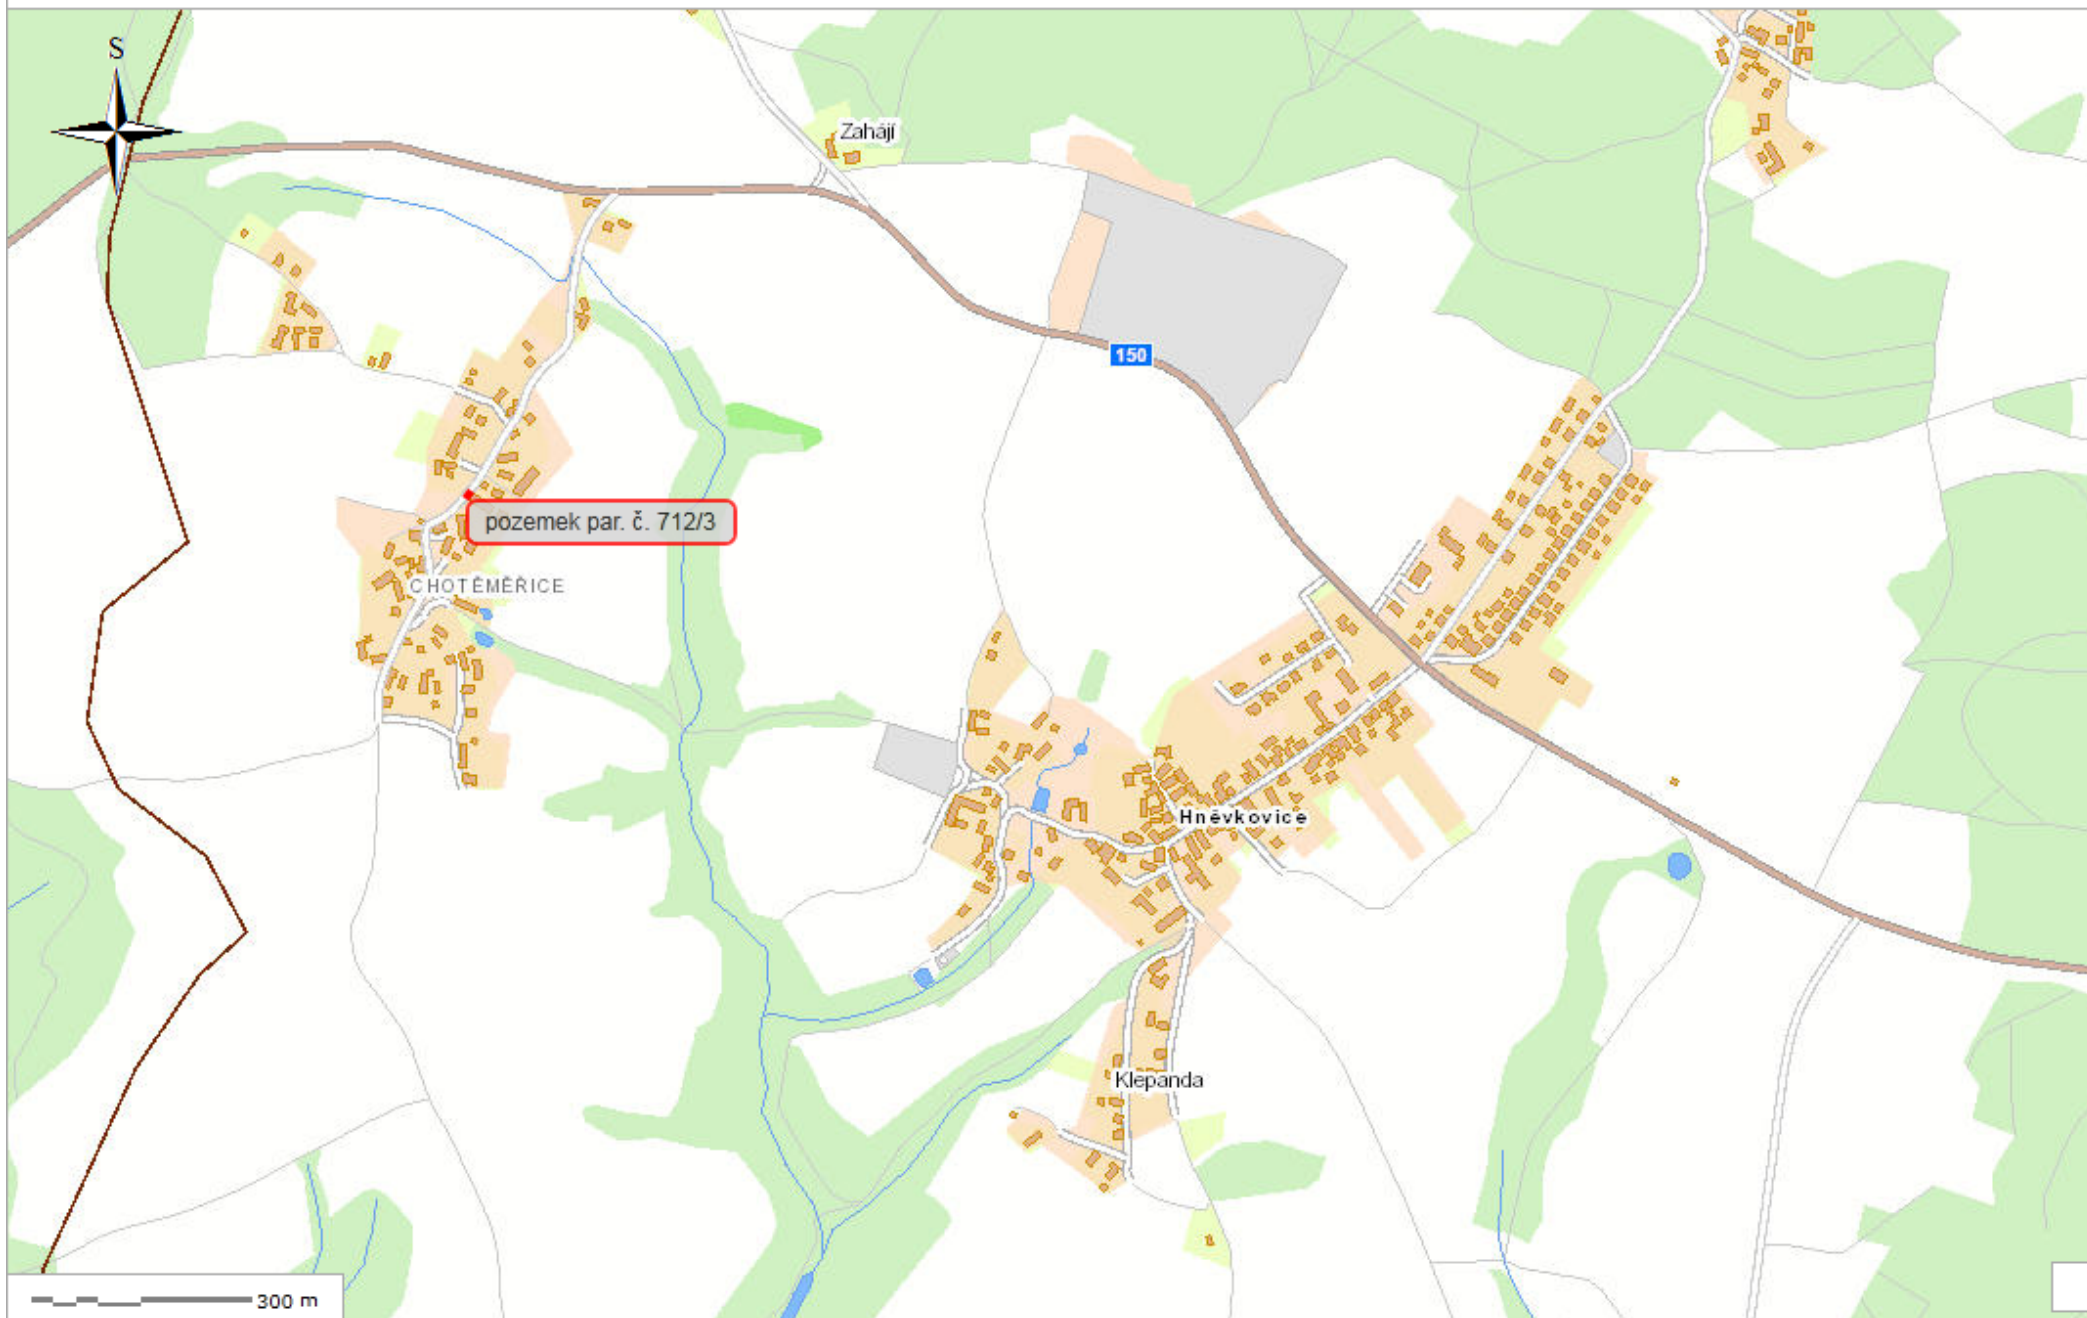 S
Zahájí
150
pozemek par. č. 712/3
CHOTĚMĚŘICE
Hněvkovice
Klepanda
300 m